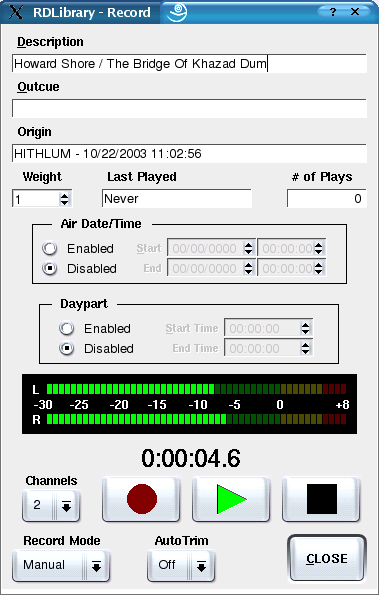 RDLibrary - Record ? ×
Description
Howard Shore / The Bridge Of Khazad Dum
Outcue
Origin
HITHLUM - 10/22/2003 11:02:56
Weight Last Played # of Plays
1 Never 0
Air Date/Time
Enabled Start 00/00/0000 00:00:00
Disabled End 00/00/0000 00:00:00
Daypart
Enabled Start Time 00:00:00
Disabled End Time 00:00:00
L
-30 -25 -20 -15 -10 -5 0 +8
R
0:00:04.6
Channels
2
Record Mode AutoTrim
Manual Off CLOSE